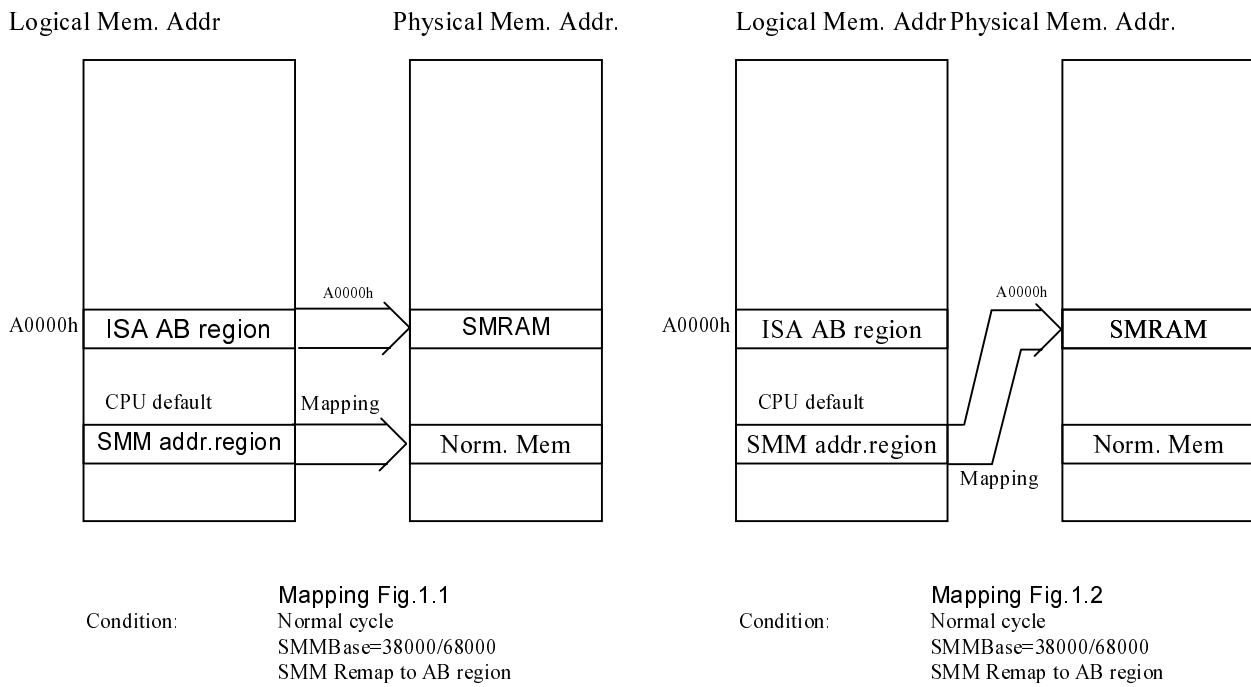 Logical Mem. Addr
Physical Mem. Addr.
A0000h
A0000h
ISA AB region
SMRAM
CPU default
Mapping
SMM addr.region
Norm. Mem
Mapping Fig.1.1
Condition:
Normal cycle
SMMBase=38000/68000
SMM Remap to AB region
Logical Mem. Addr
Physical Mem. Addr.
A0000h
A0000h
ISA AB region
SMRAM
CPU default
SMM addr.region
Norm. Mem
Mapping
Mapping Fig.1.2
Condition:
Normal cycle
SMMBase=38000/68000
SMM Remap to AB region